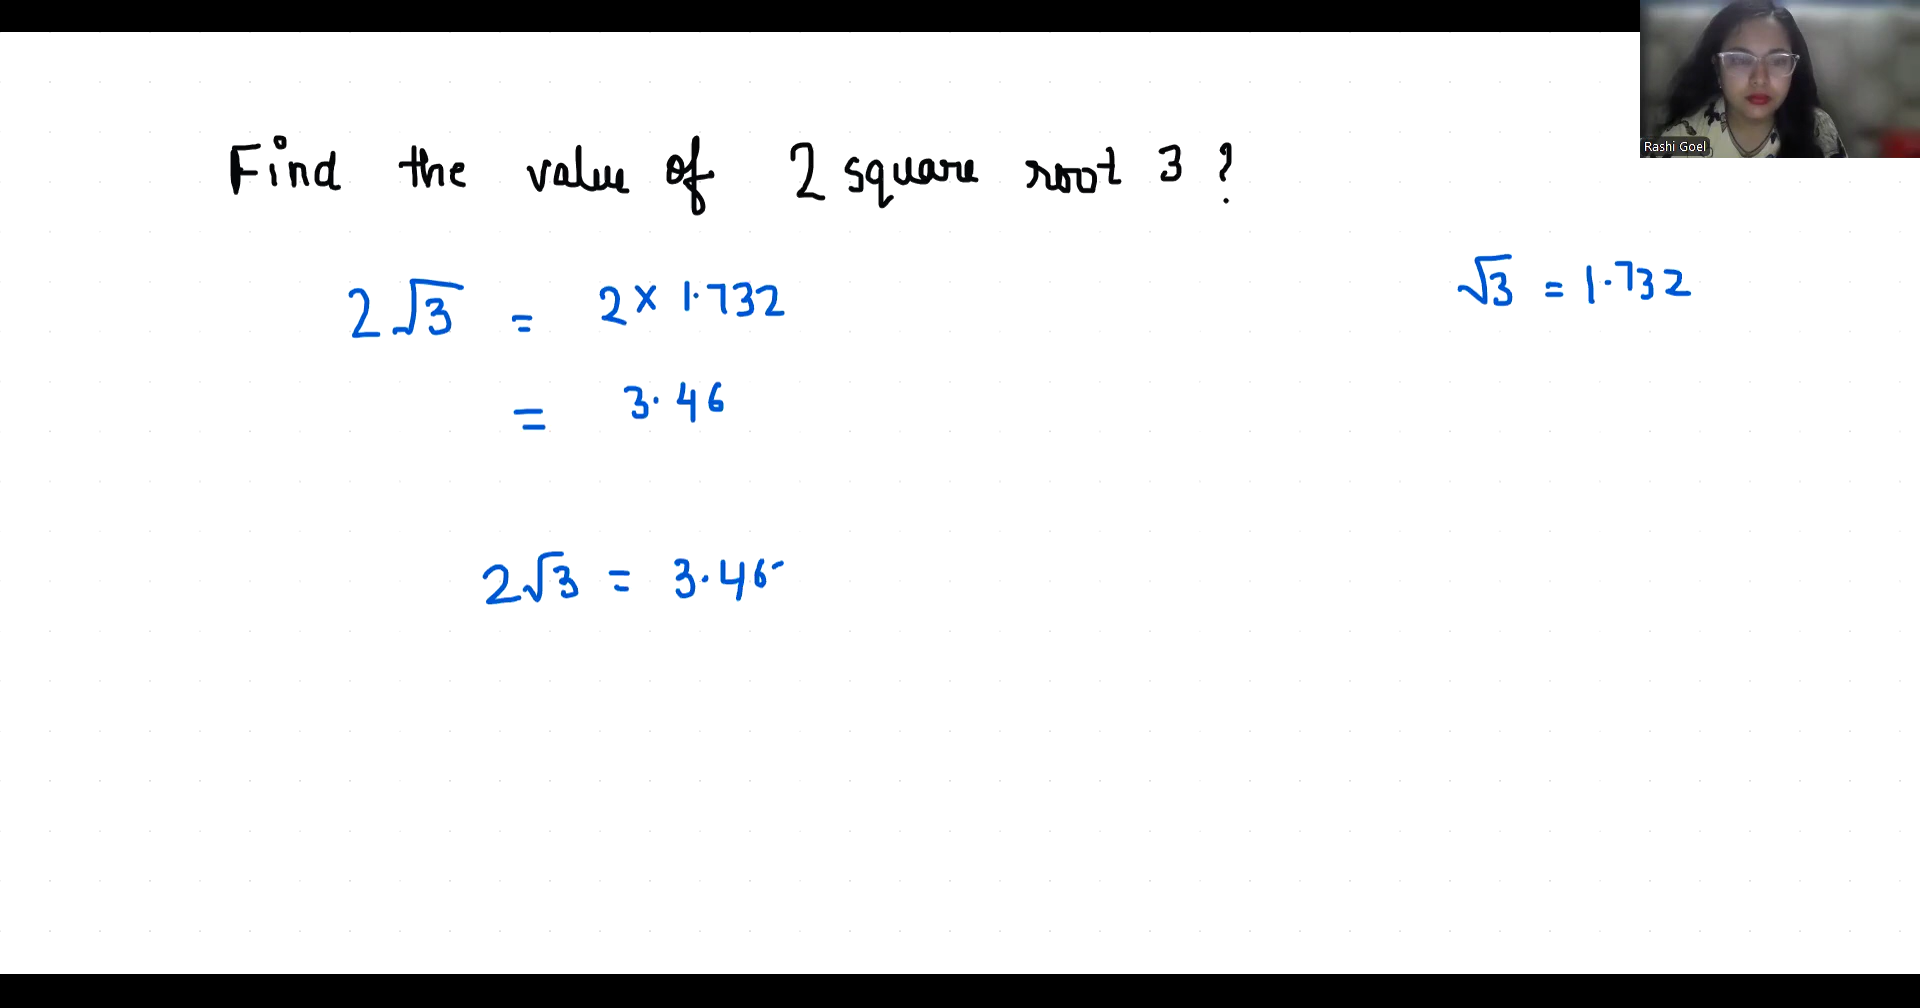 Rashi Goel
Find the value of 2 square root 3 ?
2√3 = 2 × 1.732
√3 = 1.732
= 3.46
2√3 = 3.46